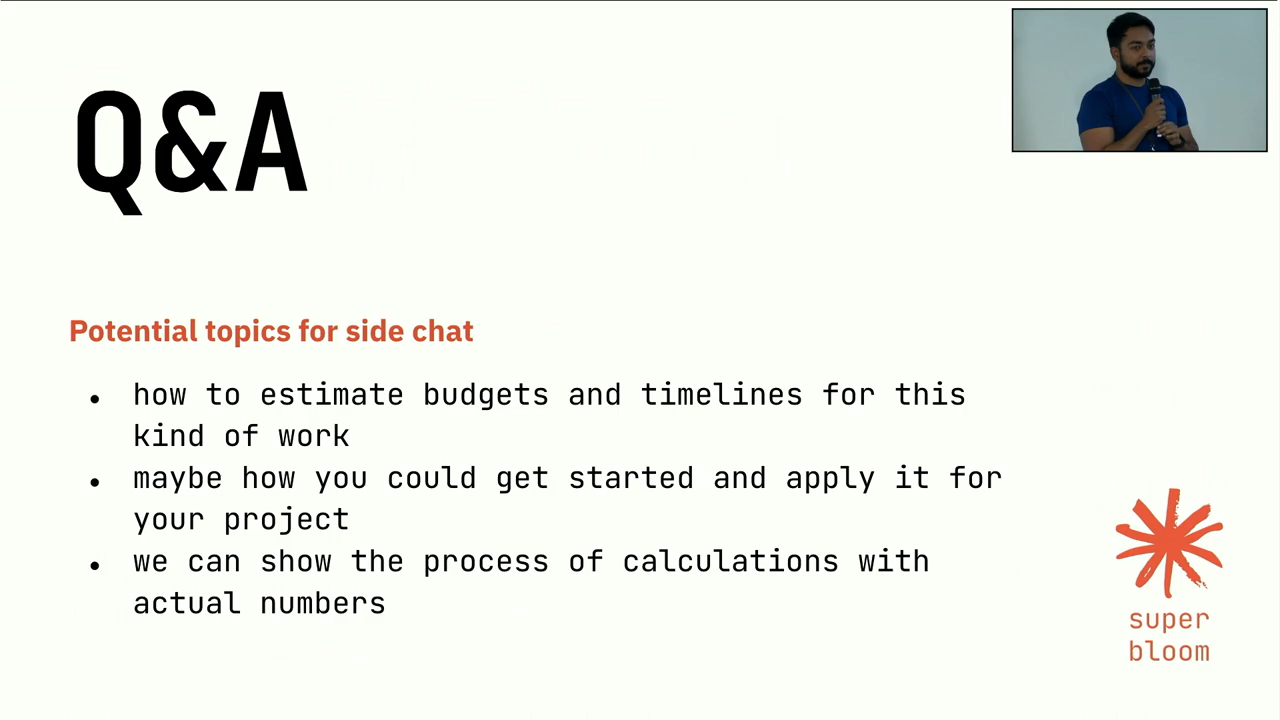 Q&A
Potential topics for side chat
• how to estimate budgets and timelines for this
kind of work
• maybe how you could get started and apply it for
your project
• we can show the process of calculations with
actual numbers
super
bloom